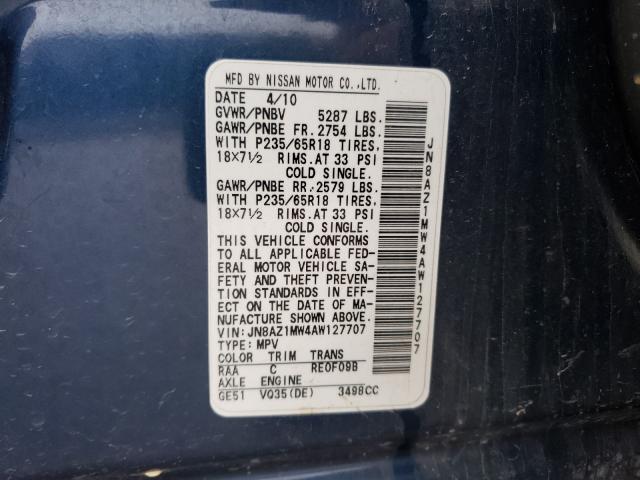 MFD BY NISSAN MOTOR CO.,LTD.
DATE 4/10
GVWR/PNBV 5287 LBS.
GAWR/PNBE FR. 2754 LBS.
WITH P235/65R18 TIRES,
18X7½ RIMS. AT 33 PSI
COLD SINGLE.
GAWR/PNBE RR. 2579 LBS.
WITH P235/65R18 TIRES,
18X7½ RIMS. AT 33 PSI
COLD SINGLE.
THIS VEHICLE CONFORMS
TO ALL APPLICABLE FED-
ERAL MOTOR VEHICLE SA-
FETY AND THEFT PREVEN-
TION STANDARDS IN EFF-
ECT ON THE DATE OF MA-
NUFACTURE SHOWN ABOVE.
VIN:JN8AZ1MW4AW127707
TYPE: MPV
COLOR TRIM TRANS
RAA C RE0F09B
AXLE ENGINE
GE51 VQ35(DE) 3498CC
JN8AZ1MW4AW127707